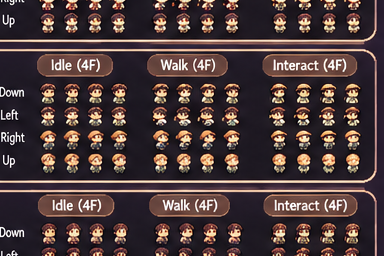 Right
Up
Idle (4F) Walk (4F) Interact (4F)
Down
Left
Right
Up
Idle (4F) Walk (4F) Interact (4F)
Down
Left